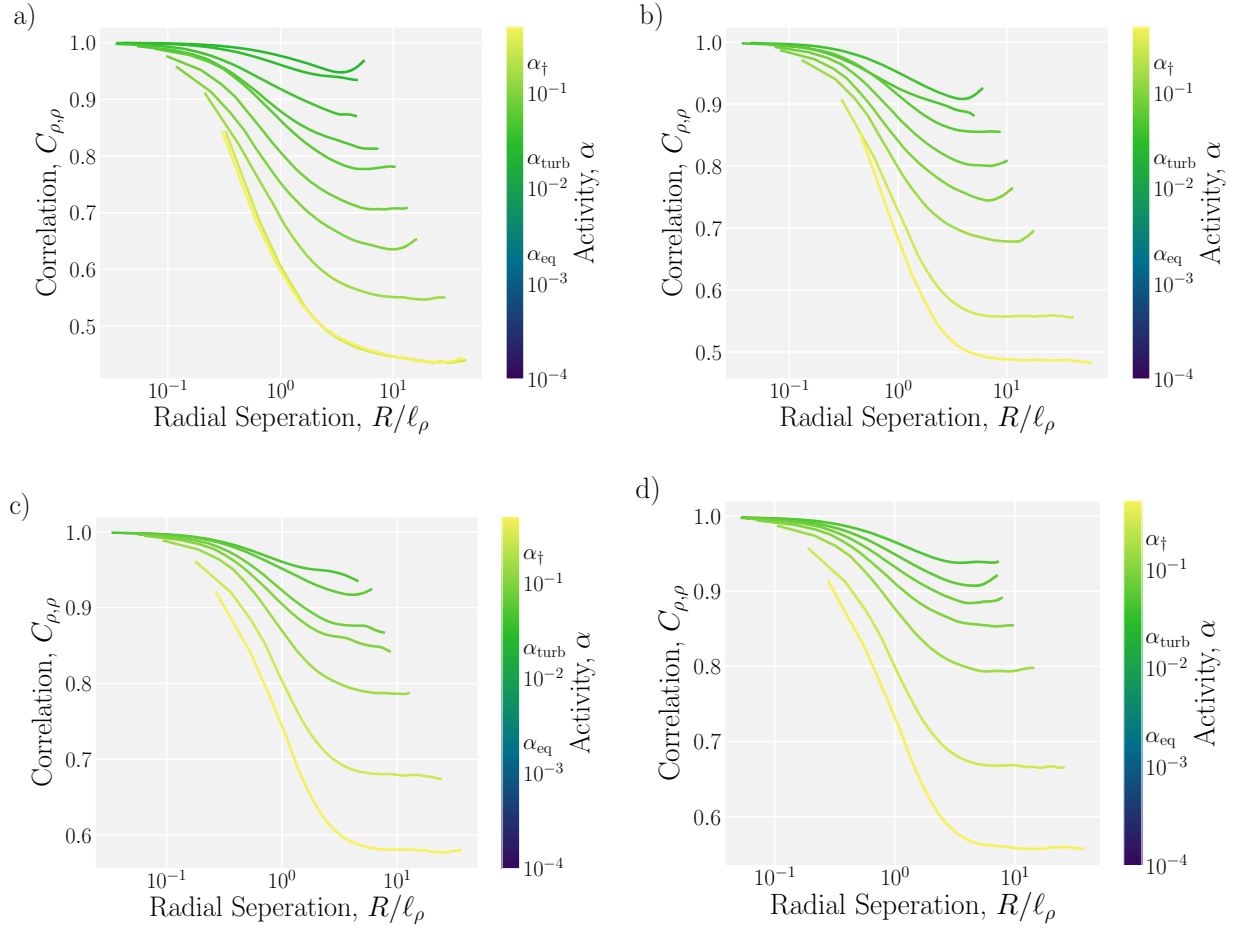 a)
1.0
0.9
0.8
0.7
0.6
0.5
Correlation, $C_{\rho,\rho}$
$10^{-1}$ $10^{0}$ $10^{1}$
Radial Seperation, $R/\ell_\rho$
$\alpha_\dagger$
$10^{-1}$
$\alpha_{\mathrm{turb}}$
$10^{-2}$
$\alpha_{\mathrm{eq}}$
$10^{-3}$
$10^{-4}$
Activity, $\alpha$
b)
1.0
0.9
0.8
0.7
0.6
0.5
Correlation, $C_{\rho,\rho}$
$10^{-1}$ $10^{0}$ $10^{1}$
Radial Seperation, $R/\ell_\rho$
$\alpha_\dagger$
$10^{-1}$
$\alpha_{\mathrm{turb}}$
$10^{-2}$
$\alpha_{\mathrm{eq}}$
$10^{-3}$
$10^{-4}$
Activity, $\alpha$
c)
1.0
0.9
0.8
0.7
0.6
Correlation, $C_{\rho,\rho}$
$10^{-1}$ $10^{0}$ $10^{1}$
Radial Seperation, $R/\ell_\rho$
$\alpha_\dagger$
$10^{-1}$
$\alpha_{\mathrm{turb}}$
$10^{-2}$
$\alpha_{\mathrm{eq}}$
$10^{-3}$
$10^{-4}$
Activity, $\alpha$
d)
1.0
0.9
0.8
0.7
0.6
Correlation, $C_{\rho,\rho}$
$10^{-1}$ $10^{0}$ $10^{1}$
Radial Seperation, $R/\ell_\rho$
$\alpha_\dagger$
$10^{-1}$
$\alpha_{\mathrm{turb}}$
$10^{-2}$
$\alpha_{\mathrm{eq}}$
$10^{-3}$
$10^{-4}$
Activity, $\alpha$